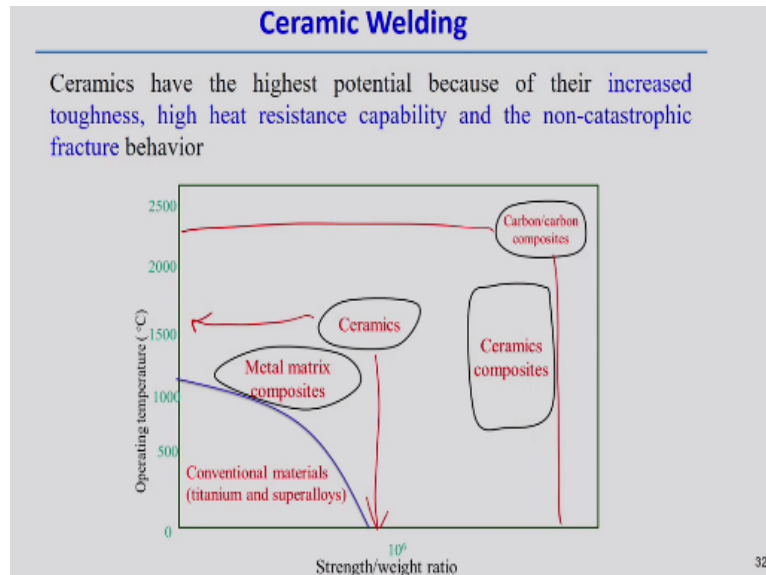 Ceramic Welding
Ceramics have the highest potential because of their increased
toughness, high heat resistance capability and the non-catastrophic
fracture behavior
2500
Carbon/carbon
composites
2000
1500
Ceramics
Ceramics
composites
Metal matrix
composites
1000
500
Conventional materials
(titanium and superalloys)
0
Operating temperature (°C)
10⁶
Strength/weight ratio
32